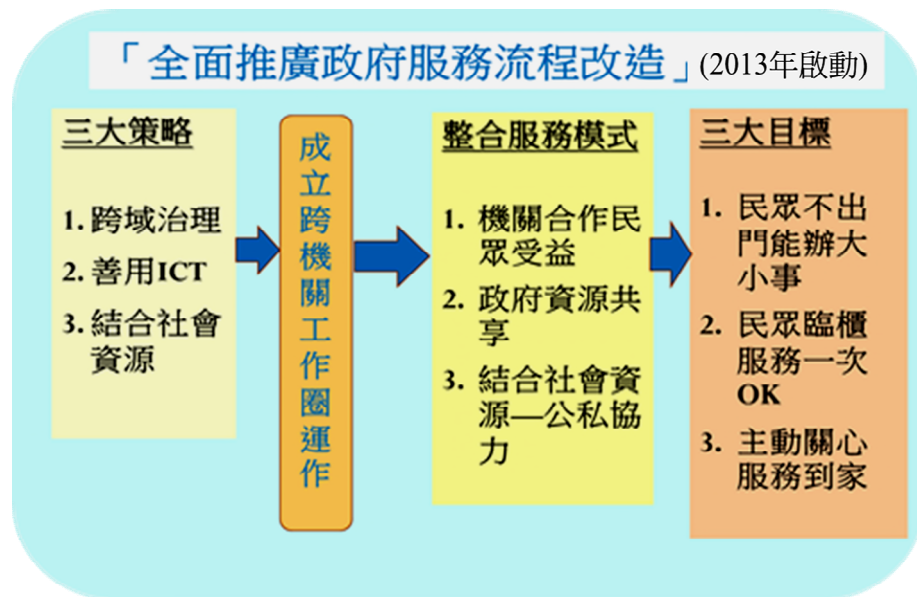 「全面推廣政府服務流程改造」(2013年啟動)
三大策略
1. 跨域治理
2. 善用ICT
3. 結合社會
資源
成立跨機關工作圈運作
整合服務模式
1. 機關合作民
眾受益
2. 政府資源共
享
3. 結合社會資
源—公私協
力
三大目標
1. 民眾不出
門能辦大
小事
2. 民眾臨櫃
服務一次
OK
3. 主動關心
服務到家